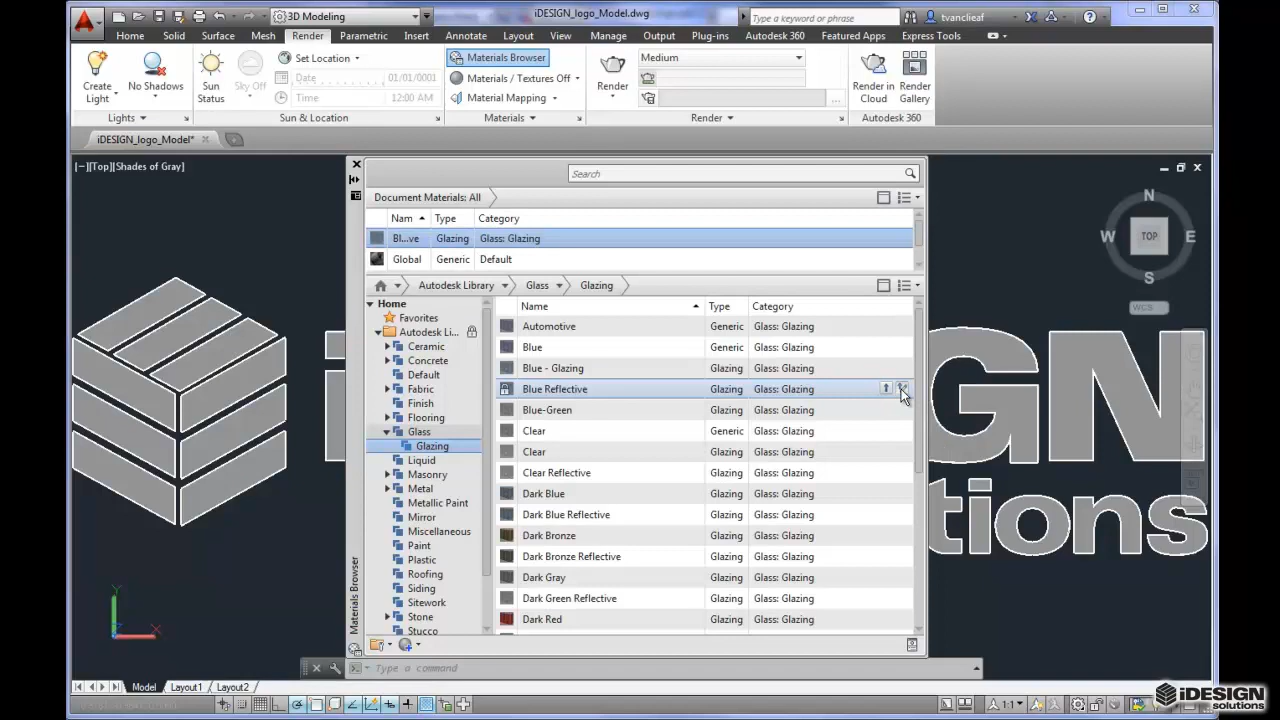 3D Modeling
iDESIGN_logo_Model.dwg
Type a keyword or phrase
tvanclieaf
Home Solid Surface Mesh Render Parametric Insert Annotate Layout View Manage Output Plug-ins Autodesk 360 Featured Apps Express Tools
Create Light
No Shadows
Lights
Sun Status
Sky Off
Set Location
Date 01/01/0001
Time 12:00 AM
Sun & Location
Materials Browser
Materials / Textures Off
Material Mapping
Materials
Render
Medium
Render
Render in Cloud
Render Gallery
Autodesk 360
iDESIGN_logo_Model*
[−][Top][Shades of Gray]
Search
Document Materials: All
Nam Type Category
Bl...ve Glazing Glass: Glazing
Global Generic Default
Autodesk Library Glass Glazing
Home
Favorites
Autodesk Li...
Ceramic
Concrete
Default
Fabric
Finish
Flooring
Glass
Glazing
Liquid
Masonry
Metal
Metallic Paint
Mirror
Miscellaneous
Paint
Plastic
Roofing
Siding
Sitework
Stone
Stucco
Name Type Category
Automotive Generic Glass: Glazing
Blue Generic Glass: Glazing
Blue - Glazing Glazing Glass: Glazing
Blue Reflective Glazing Glass: Glazing
Blue-Green Glazing Glass: Glazing
Clear Generic Glass: Glazing
Clear Glazing Glass: Glazing
Clear Reflective Glazing Glass: Glazing
Dark Blue Glazing Glass: Glazing
Dark Blue Reflective Glazing Glass: Glazing
Dark Bronze Glazing Glass: Glazing
Dark Bronze Reflective Glazing Glass: Glazing
Dark Gray Glazing Glass: Glazing
Dark Green Reflective Glazing Glass: Glazing
Dark Red Glazing Glass: Glazing
Materials Browser
N
W TOP E
S
WCS
i GN
tions
Y
X
Type a command
Model Layout1 Layout2
1:1
iDESIGN
solutions